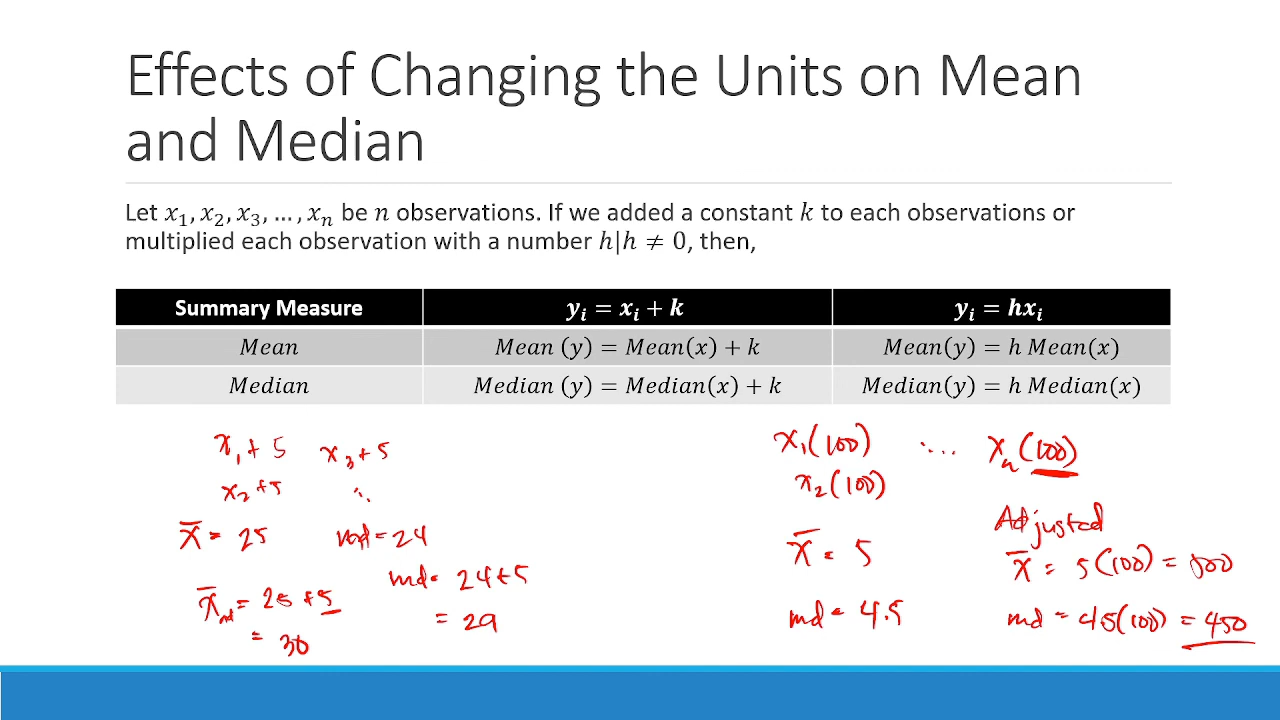 Effects of Changing the Units on Mean
and Median
Let x₁, x₂, x₃, ..., xₙ be n observations. If we added a constant k to each observations or
multiplied each observation with a number h|h ≠ 0, then,
Summary Measure yᵢ = xᵢ + k yᵢ = hxᵢ
Mean Mean (y) = Mean(x) + k Mean(y) = h Mean(x)
Median Median (y) = Median(x) + k Median(y) = h Median(x)
x₁ + 5 x₃ + 5
x₂ + 5 ⋱
x̄ = 25 md = 24
md = 24 + 5
= 29
x̄ = 25 + 5
= 30
x₁(100) ⋱... xₙ(100)
x₂(100)
x̄ = 5
md = 4.5
Adjusted
x̄ = 5(100) = 500
md = 4.5(100) = 450